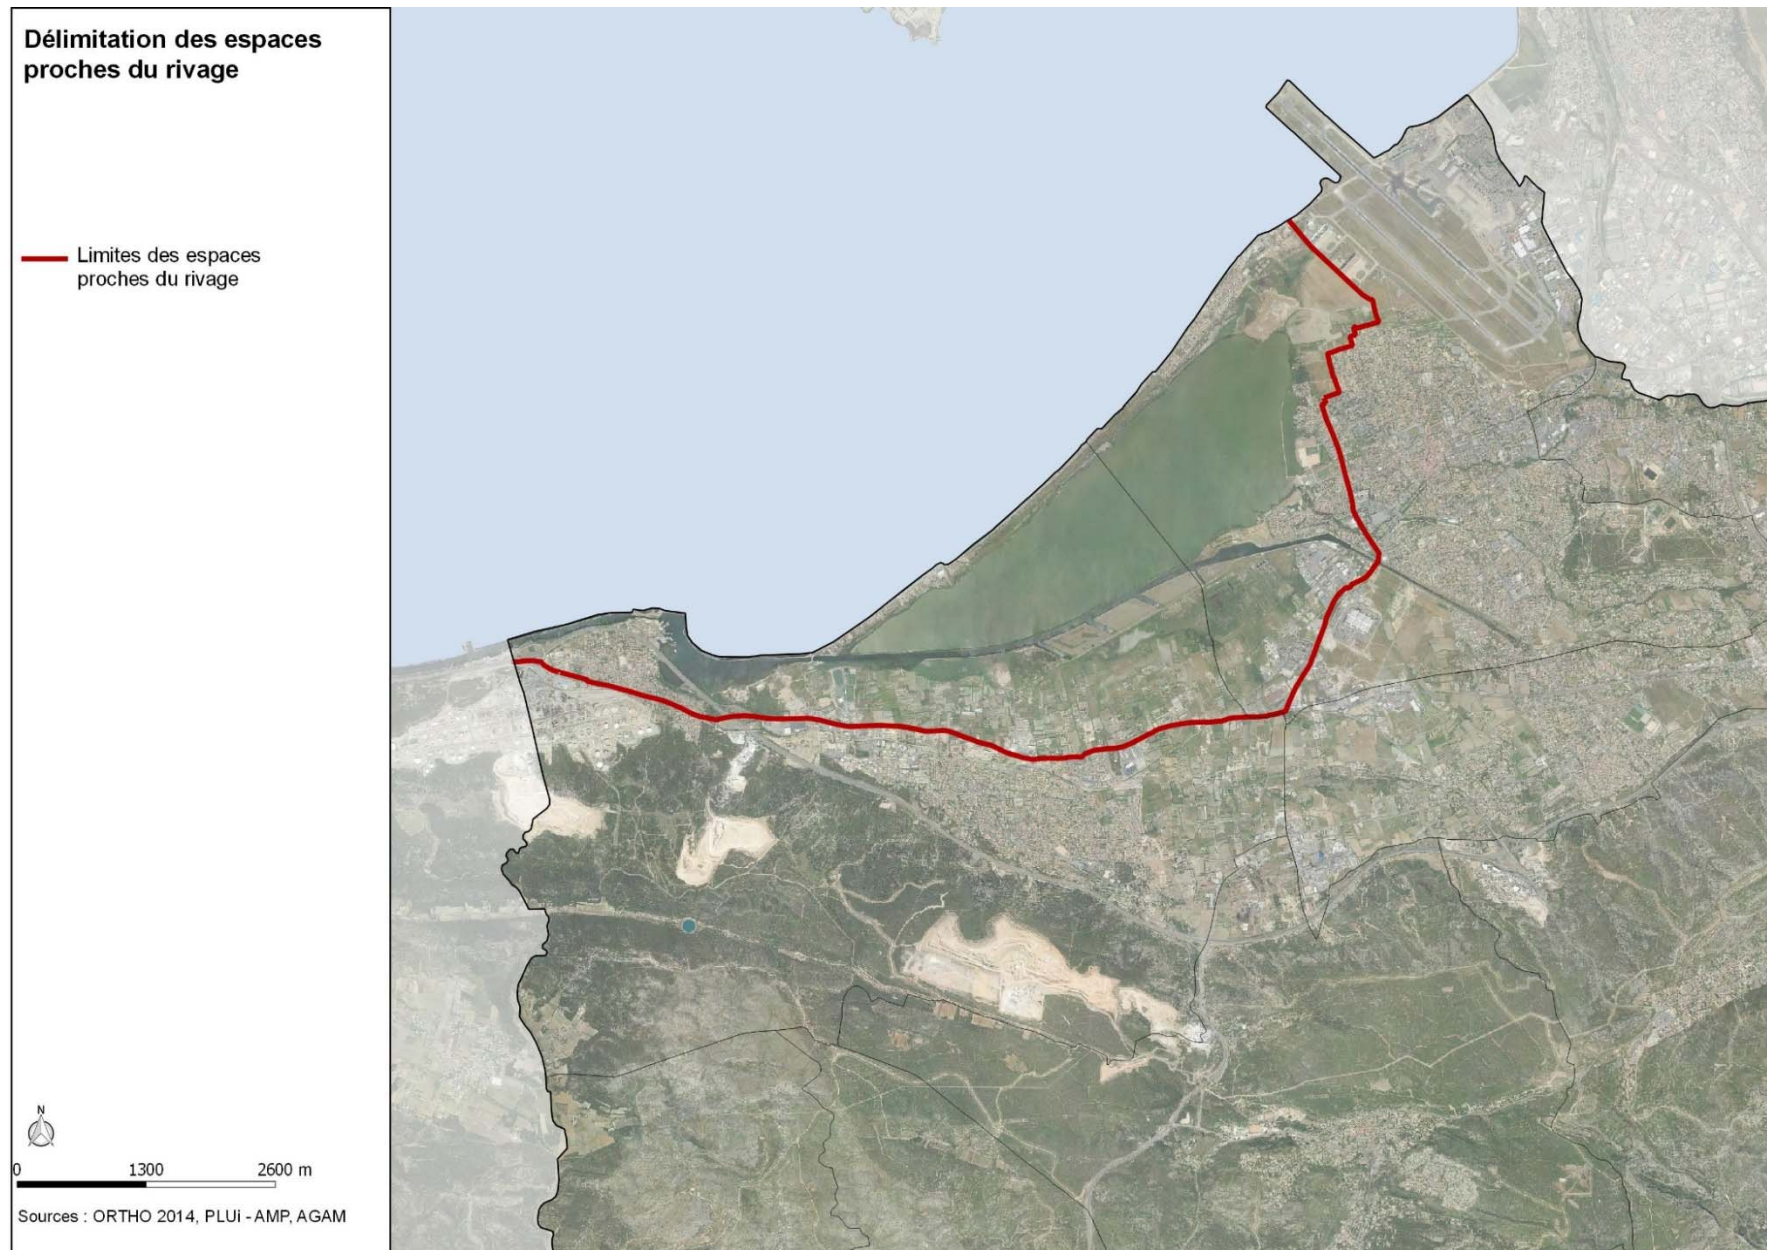 Délimitation des espaces
proches du rivage
Limites des espaces
proches du rivage
N
0 1300 2600 m
Sources : ORTHO 2014, PLUi - AMP, AGAM